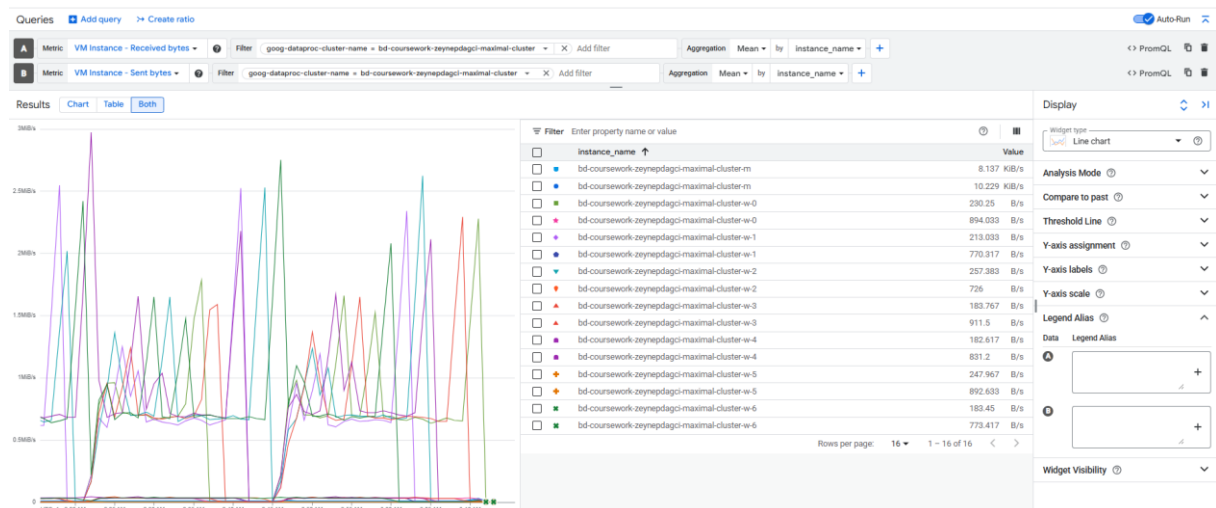 Queries Add query Create ratio Auto-Run
A Metric VM Instance - Received bytes Filter goog-dataproc-cluster-name = bd-coursework-zeynepdagci-maximal-cluster X Add filter Aggregation Mean by instance_name + <> PromQL
B Metric VM Instance - Sent bytes Filter goog-dataproc-cluster-name = bd-coursework-zeynepdagci-maximal-cluster X Add filter Aggregation Mean by instance_name + <> PromQL
Results Chart Table Both
3MiB/s
2.5MiB/s
2MiB/s
1.5MiB/s
1MiB/s
0.5MiB/s
0
Filter Enter property name or value
instance_name Value
bd-coursework-zeynepdagci-maximal-cluster-m 8.137 KiB/s
bd-coursework-zeynepdagci-maximal-cluster-m 10.229 KiB/s
bd-coursework-zeynepdagci-maximal-cluster-w-0 230.25 B/s
bd-coursework-zeynepdagci-maximal-cluster-w-0 894.033 B/s
bd-coursework-zeynepdagci-maximal-cluster-w-1 213.033 B/s
bd-coursework-zeynepdagci-maximal-cluster-w-1 770.317 B/s
bd-coursework-zeynepdagci-maximal-cluster-w-2 257.383 B/s
bd-coursework-zeynepdagci-maximal-cluster-w-2 726 B/s
bd-coursework-zeynepdagci-maximal-cluster-w-3 183.767 B/s
bd-coursework-zeynepdagci-maximal-cluster-w-3 911.5 B/s
bd-coursework-zeynepdagci-maximal-cluster-w-4 182.617 B/s
bd-coursework-zeynepdagci-maximal-cluster-w-4 831.2 B/s
bd-coursework-zeynepdagci-maximal-cluster-w-5 247.967 B/s
bd-coursework-zeynepdagci-maximal-cluster-w-5 892.633 B/s
bd-coursework-zeynepdagci-maximal-cluster-w-6 183.45 B/s
bd-coursework-zeynepdagci-maximal-cluster-w-6 773.417 B/s
Rows per page: 16 1 – 16 of 16
Display
Widget type
Line chart
Analysis Mode
Compare to past
Threshold Line
Y-axis assignment
Y-axis labels
Y-axis scale
Legend Alias
Data Legend Alias
A +
B +
Widget Visibility